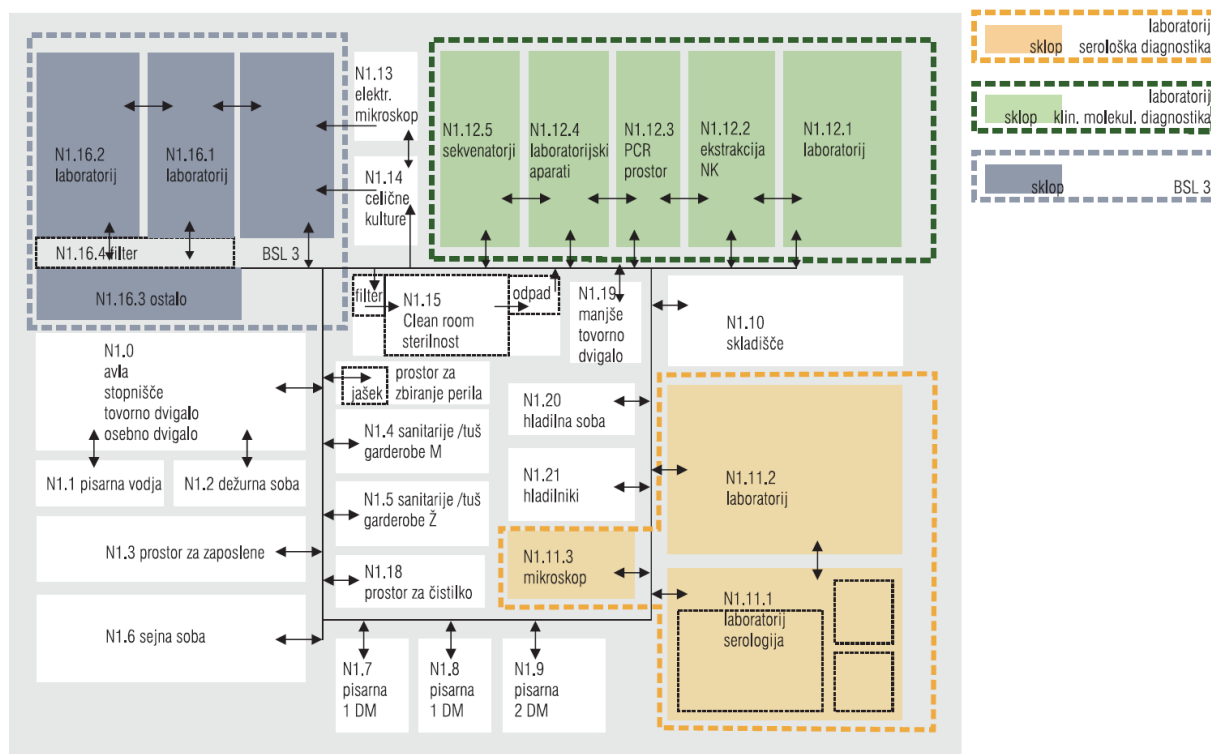 laboratorij
sklop serološka diagnostika
laboratorij
sklop klin. molekul. diagnostika
sklop BSL 3
N1.16.2
laboratorij
N1.16.1
laboratorij
N1.16.4 filter
BSL 3
N1.16.3 ostalo
N1.13
elektr.
mikroskop
N1.14
celične
kulture
N1.12.5
sekvenatorji
N1.12.4
laboratorijski
aparati
N1.12.3
PCR
prostor
N1.12.2
ekstrakcija
NK
N1.12.1
laboratorij
filter
N1.15
Clean room
sterilnost
odpad
N1.19
manjše
tovorno
dvigalo
N1.10
skladišče
N1.0
avla
stopnišče
tovorno dvigalo
osebno dvigalo
jašek
prostor za
zbiranje perila
N1.20
hladilna soba
N1.4 sanitarije /tuš
garderobe M
N1.1 pisarna vodja
N1.2 dežurna soba
N1.21
hladilniki
N1.11.2
laboratorij
N1.5 sanitarije /tuš
garderobe Ž
N1.3 prostor za zaposlene
N1.18
prostor za čistilko
N1.11.3
mikroskop
N1.11.1
laboratorij
serologija
N1.6 sejna soba
N1.7
pisarna
1 DM
N1.8
pisarna
1 DM
N1.9
pisarna
2 DM